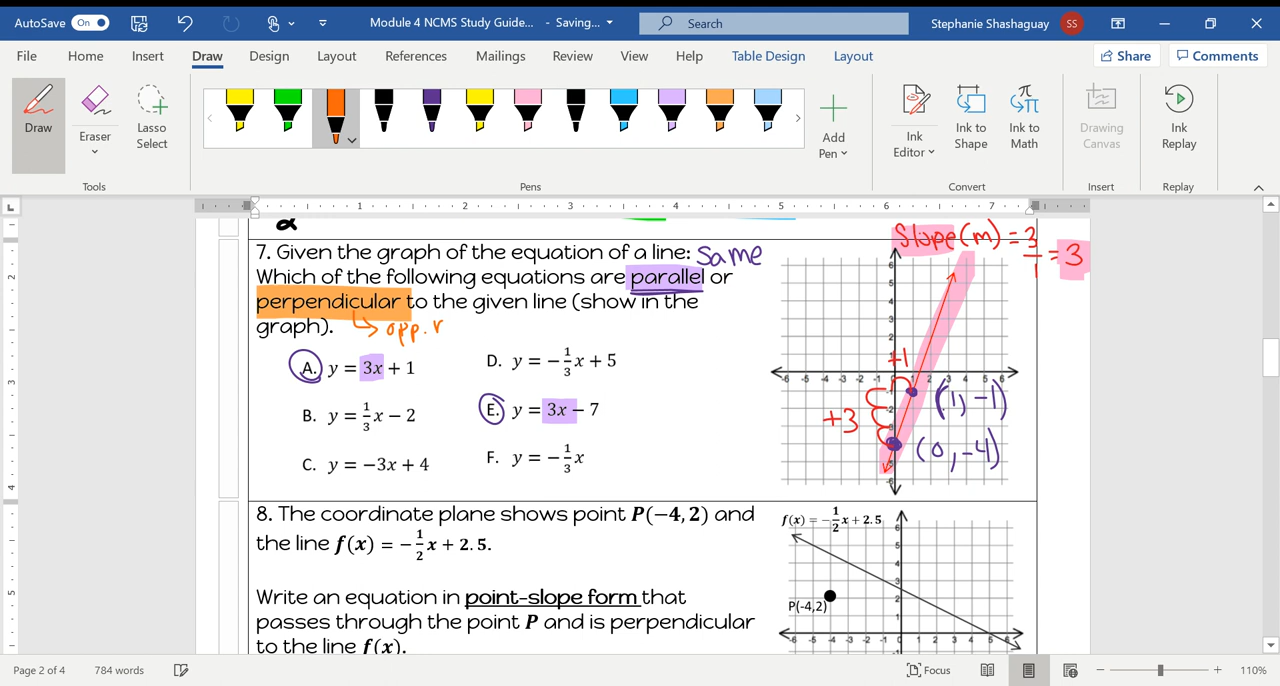 AutoSave On Module 4 NCMS Study Guide... - Saving... Search Stephanie Shashaguay SS
File Home Insert Draw Design Layout References Mailings Review View Help Table Design Layout Share Comments
Draw Eraser Lasso Select Add Pen Ink Editor Ink to Shape Ink to Math Drawing Canvas Ink Replay
Tools Pens Convert Insert Replay
7. Given the graph of the equation of a line: same
Which of the following equations are parallel or
perpendicular to the given line (show in the
graph). → opp. r
A. y = 3x + 1
B. y = 1/3 x − 2
C. y = −3x + 4
D. y = −1/3 x + 5
E. y = 3x − 7
F. y = −1/3 x
Slope (m) = 3/1 = 3
+1
+3
(1, −1)
(0, −4)
8. The coordinate plane shows point P(−4, 2) and
the line f(x) = −1/2 x + 2.5.
Write an equation in point-slope form that
passes through the point P and is perpendicular
to the line f(x).
f(x) = −1/2 x + 2.5
P(-4,2)
Page 2 of 4 784 words Focus 110%